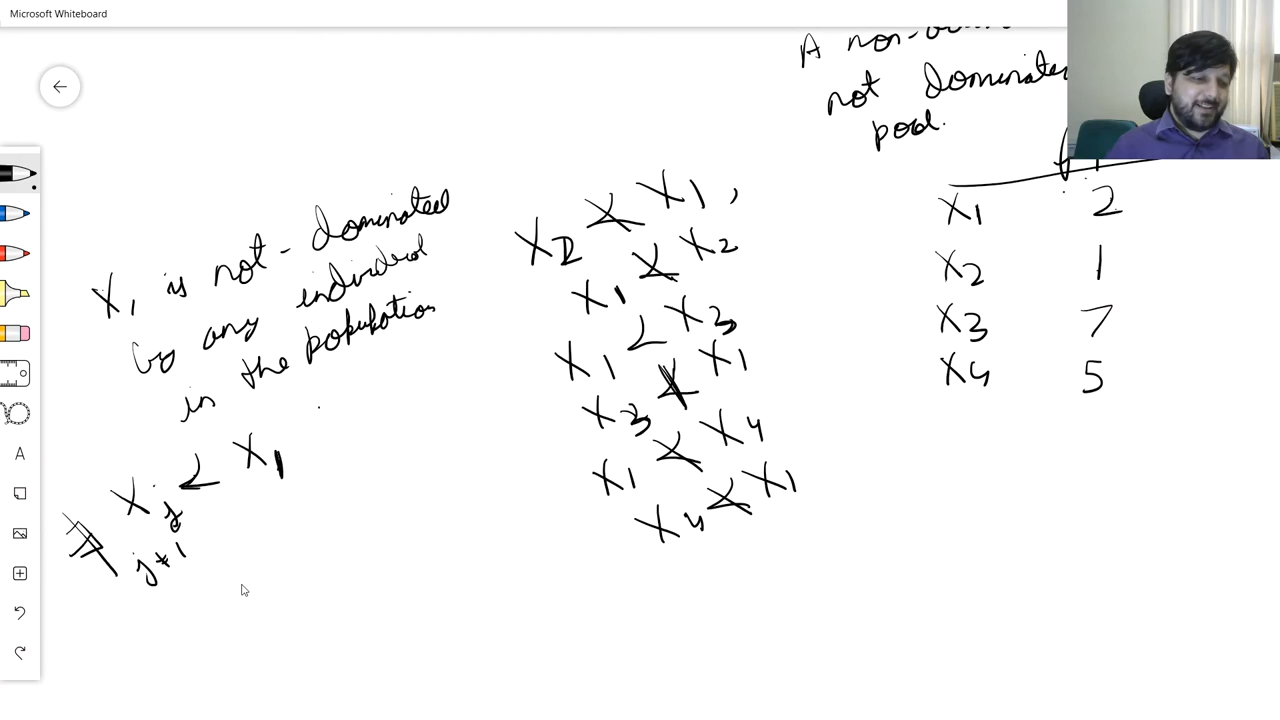 Microsoft Whiteboard
A non-
not dominated
pool.
X1 is not-dominated
by any individual
in the population
Xj < X1
∄ j≠1
X2 ⊀ X1,
X1 ⊀ X2
X1 < X3
X3 ⊀ X1
X1 ⊀ X4
X4 ⊀ X1
X1 2
X2 1
X3 7
X4 5
A